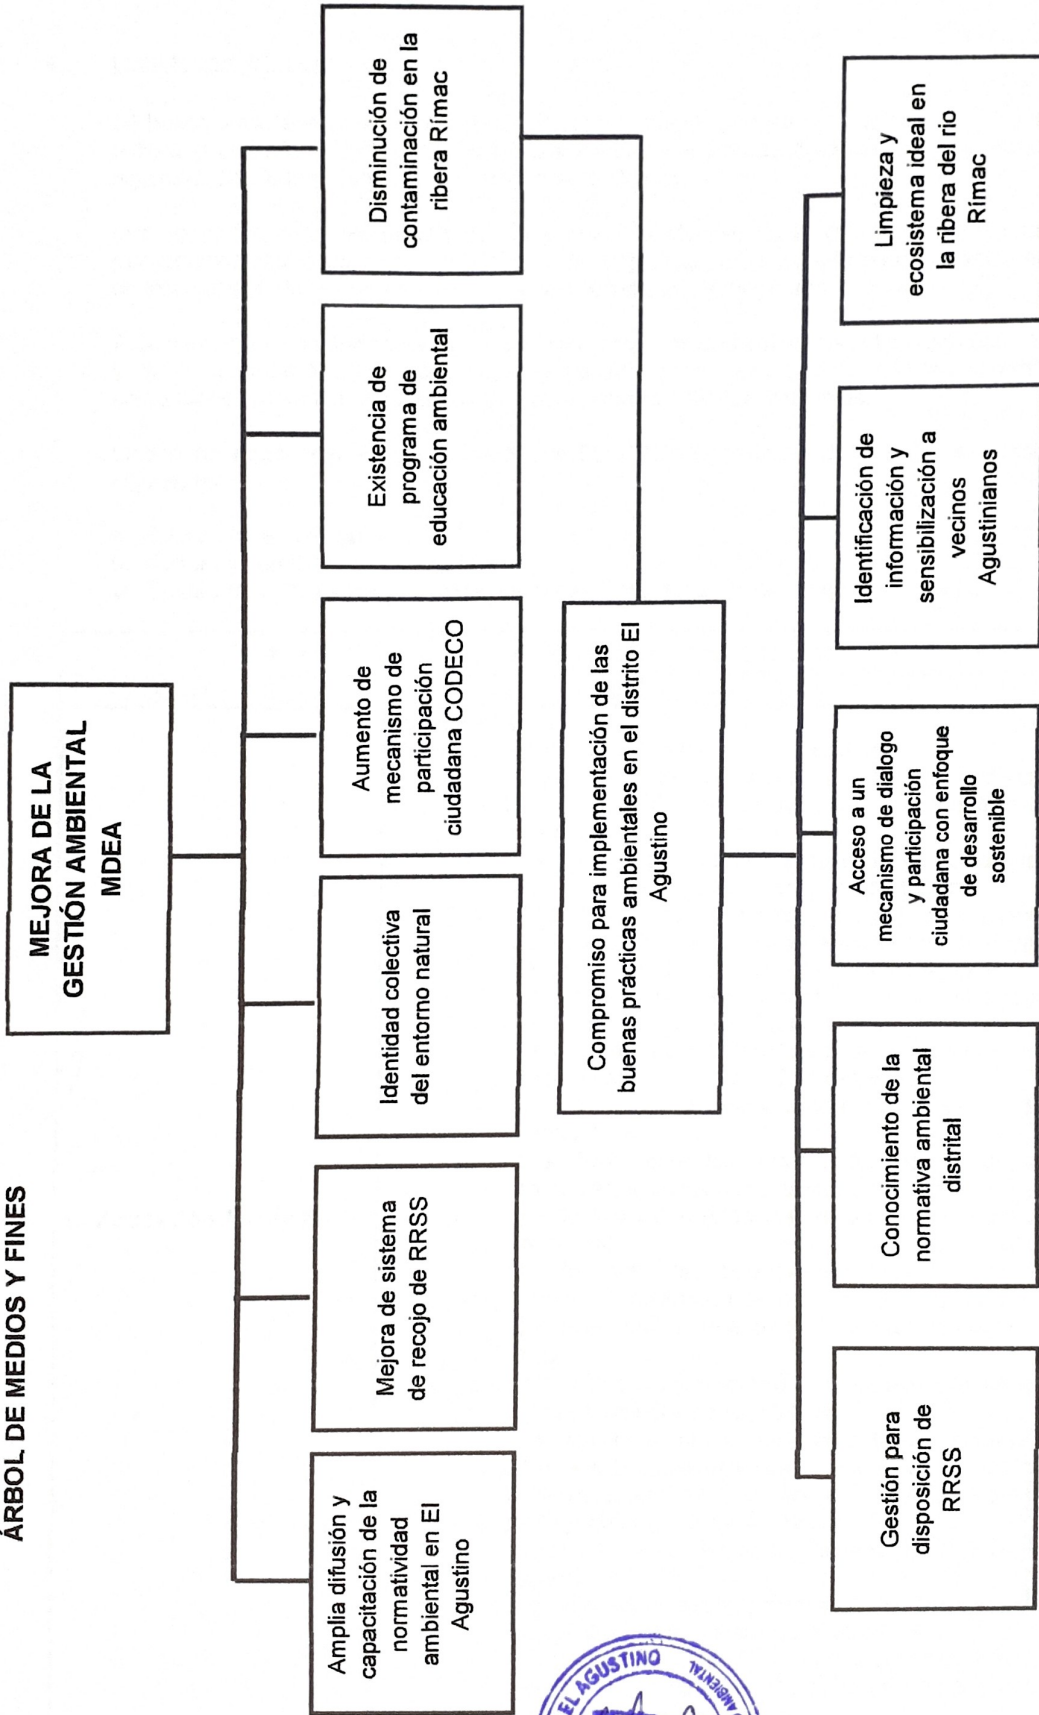 ÁRBOL DE MEDIOS Y FINES
MEJORA DE LA
GESTIÓN AMBIENTAL
MDEA
Amplia difusión y
capacitación de la
normatividad
ambiental en El
Agustino
Mejora de sistema
de recojo de RRSS
Identidad colectiva
del entorno natural
Aumento de
mecanismo de
participación
ciudadana CODECO
Existencia de
programa de
educación ambiental
Disminución de
contaminación en la
ribera Rímac
Compromiso para implementación de las
buenas prácticas ambientales en el distrito El
Agustino
Gestión para
disposición de
RRSS
Conocimiento de la
normativa ambiental
distrital
Acceso a un
mecanismo de dialogo
y participación
ciudadana con enfoque
de desarrollo
sostenible
Identificación de
información y
sensibilización a
vecinos
Agustinianos
Limpieza y
ecosistema ideal en
la ribera del rio
Rímac
EL AGUSTINO
AMBIENTAL